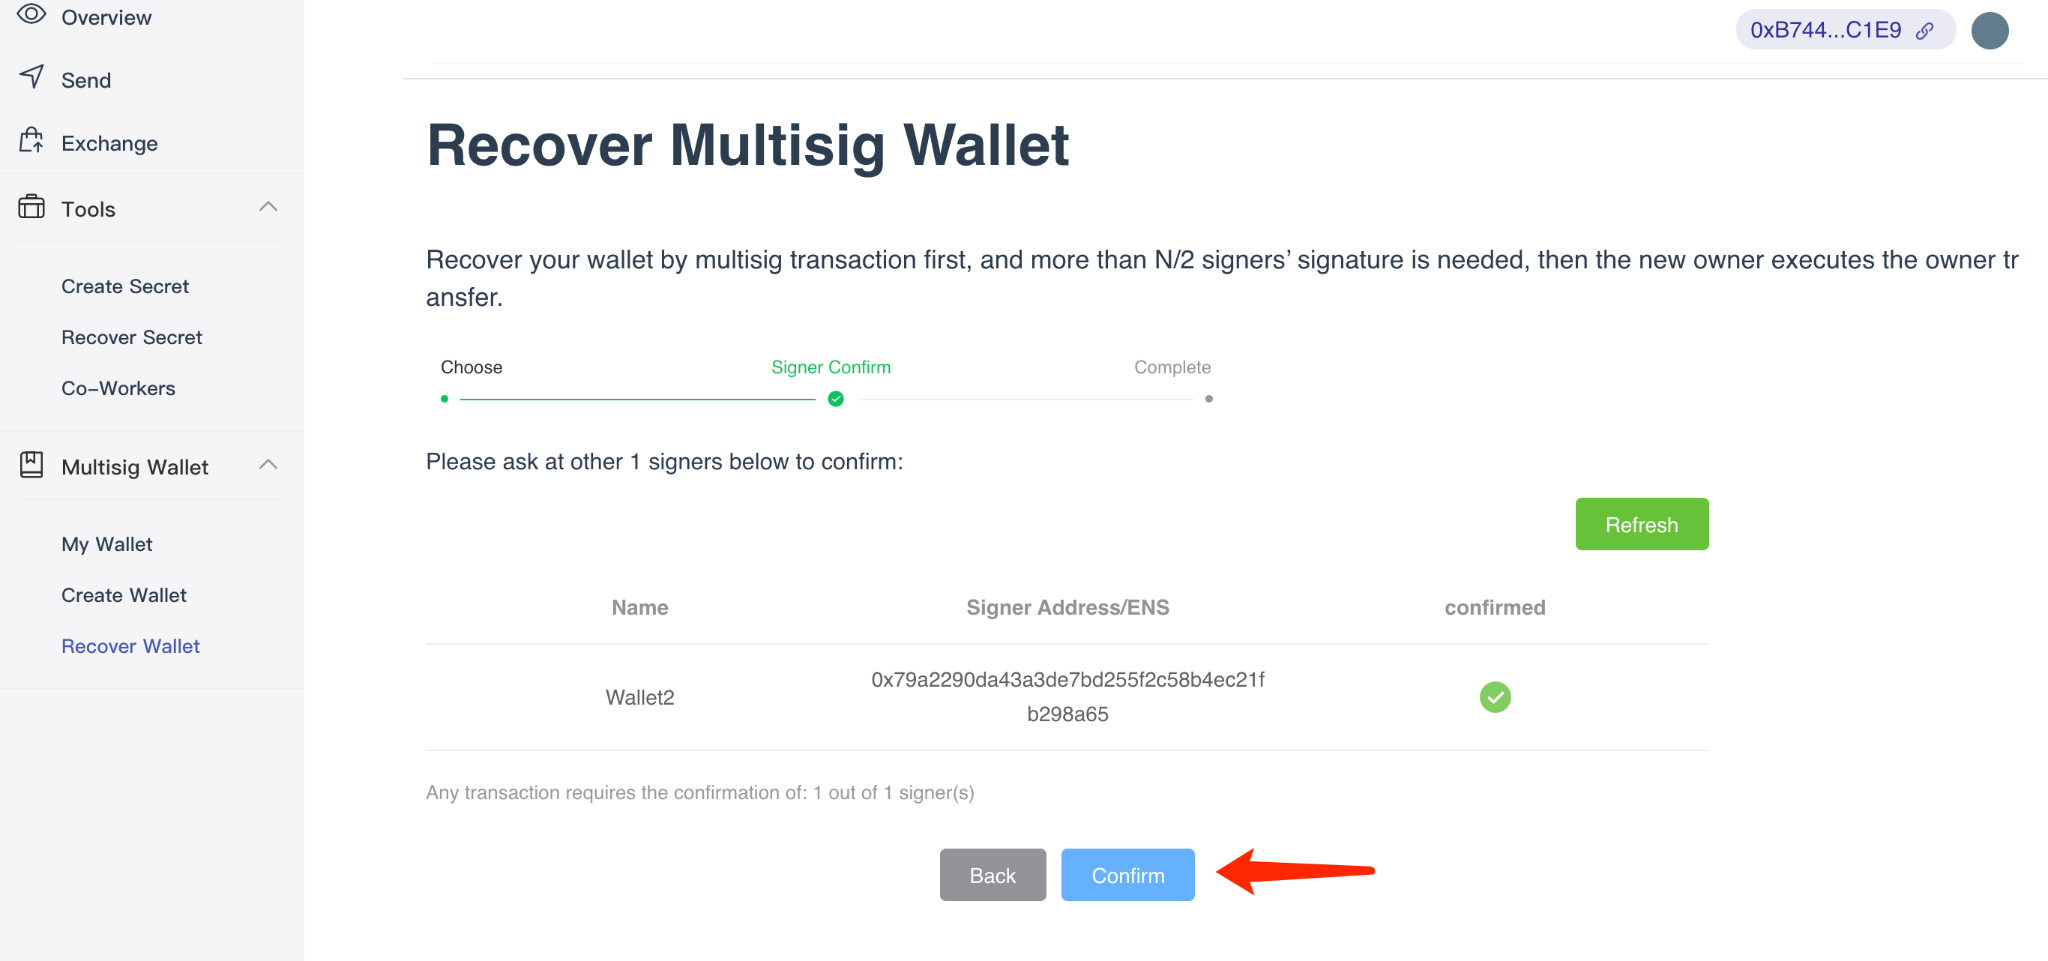 Overview
Send
Exchange
Tools
Create Secret
Recover Secret
Co–Workers
Multisig Wallet
My Wallet
Create Wallet
Recover Wallet
0xB744...C1E9
Recover Multisig Wallet
Recover your wallet by multisig transaction first, and more than N/2 signers’ signature is needed, then the new owner executes the owner tr
ansfer.
Choose
Signer Confirm
Complete
Please ask at other 1 signers below to confirm:
Refresh
Name Signer Address/ENS confirmed
Wallet2
0x79a2290da43a3de7bd255f2c58b4ec21f
b298a65
Any transaction requires the confirmation of: 1 out of 1 signer(s)
Back
Confirm